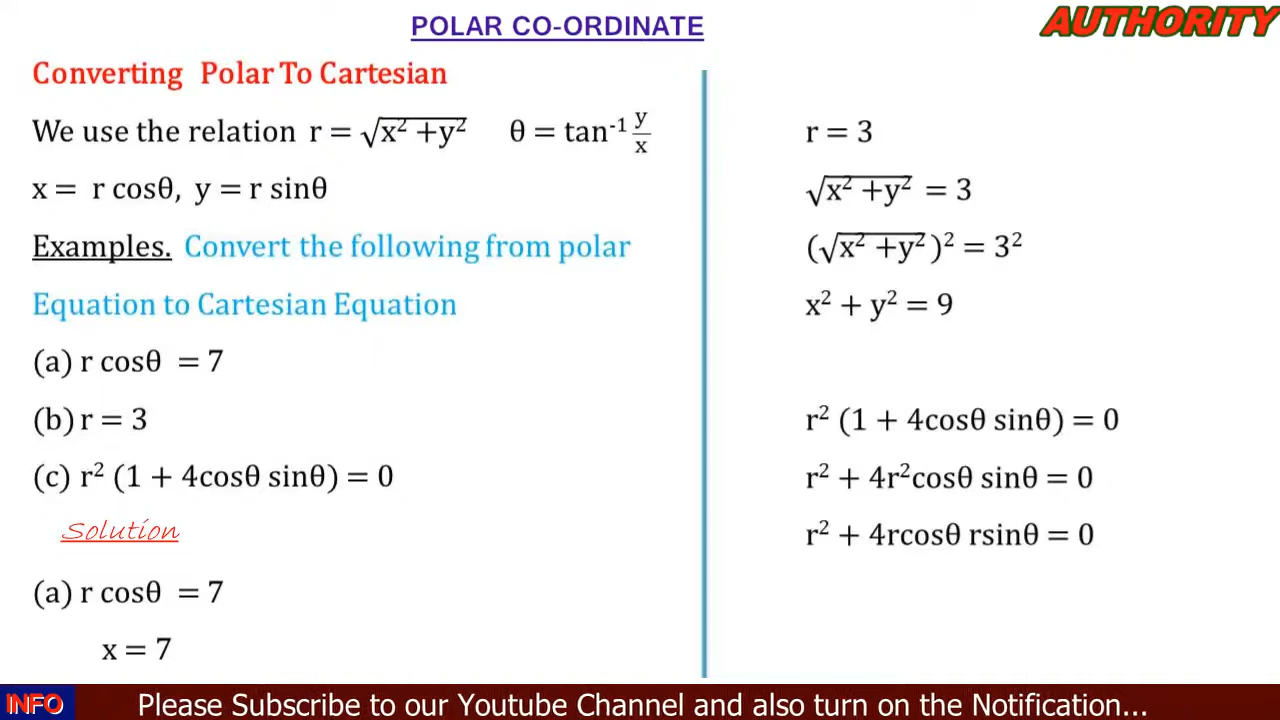 POLAR CO-ORDINATE
AUTHORITY
Converting Polar To Cartesian
We use the relation r = √x² +y² θ = tan⁻¹ y/x
x = r cosθ, y = r sinθ
Examples. Convert the following from polar
Equation to Cartesian Equation
(a) r cosθ = 7
(b) r = 3
(c) r² (1 + 4cosθ sinθ) = 0
Solution
(a) r cosθ = 7
x = 7
r = 3
√x² +y² = 3
(√x² +y² )² = 3²
x² + y² = 9
r² (1 + 4cosθ sinθ) = 0
r² + 4r²cosθ sinθ = 0
r² + 4rcosθ rsinθ = 0
INFO Please Subscribe to our Youtube Channel and also turn on the Notification...